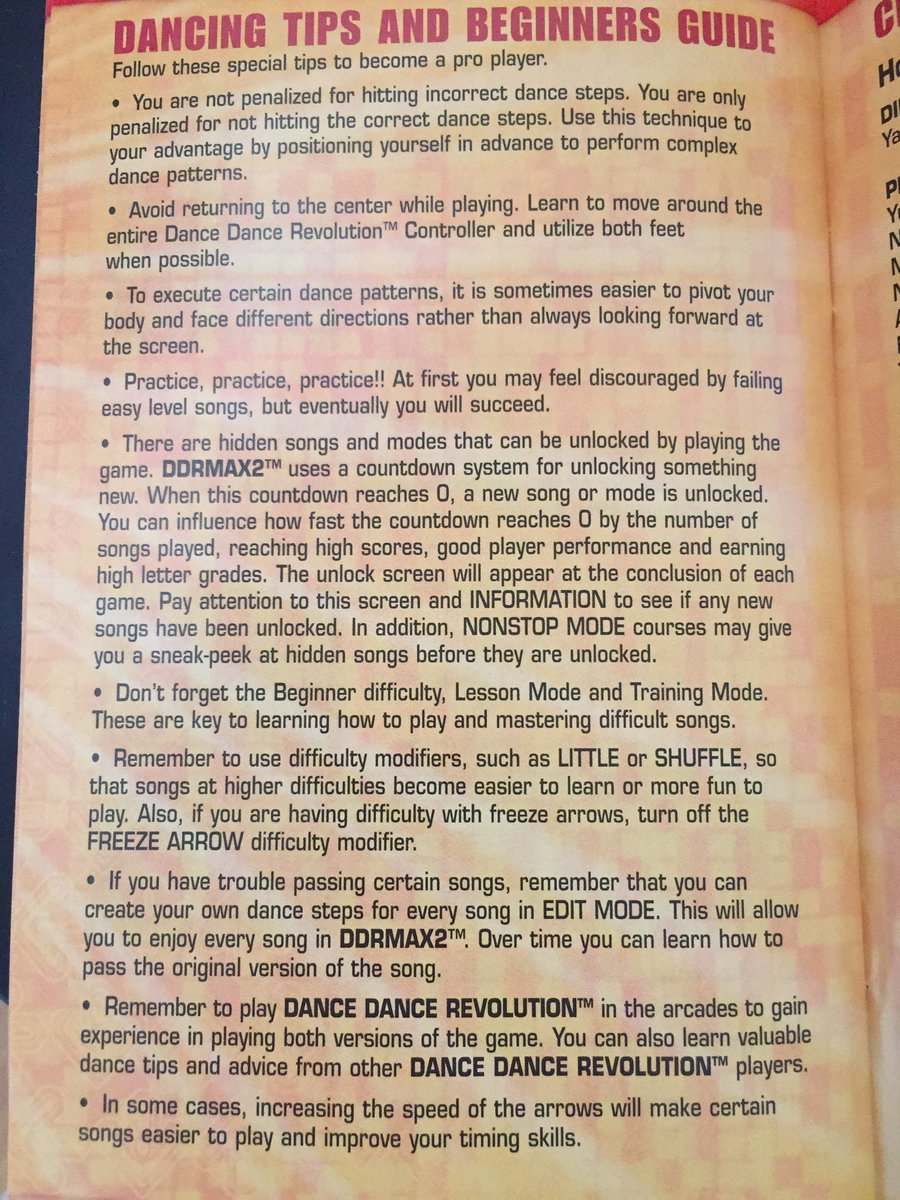 DANCING TIPS AND BEGINNERS GUIDE
Follow these special tips to become a pro player.
• You are not penalized for hitting incorrect dance steps. You are only
penalized for not hitting the correct dance steps. Use this technique to
your advantage by positioning yourself in advance to perform complex
dance patterns.
• Avoid returning to the center while playing. Learn to move around the
entire Dance Dance Revolution™ Controller and utilize both feet
when possible.
• To execute certain dance patterns, it is sometimes easier to pivot your
body and face different directions rather than always looking forward at
the screen.
• Practice, practice, practice!! At first you may feel discouraged by failing
easy level songs, but eventually you will succeed.
• There are hidden songs and modes that can be unlocked by playing the
game. DDRMAX2™ uses a countdown system for unlocking something
new. When this countdown reaches 0, a new song or mode is unlocked.
You can influence how fast the countdown reaches 0 by the number of
songs played, reaching high scores, good player performance and earning
high letter grades. The unlock screen will appear at the conclusion of each
game. Pay attention to this screen and INFORMATION to see if any new
songs have been unlocked. In addition, NONSTOP MODE courses may give
you a sneak-peek at hidden songs before they are unlocked.
• Don't forget the Beginner difficulty, Lesson Mode and Training Mode.
These are key to learning how to play and mastering difficult songs.
• Remember to use difficulty modifiers, such as LITTLE or SHUFFLE, so
that songs at higher difficulties become easier to learn or more fun to
play. Also, if you are having difficulty with freeze arrows, turn off the
FREEZE ARROW difficulty modifier.
• If you have trouble passing certain songs, remember that you can
create your own dance steps for every song in EDIT MODE. This will allow
you to enjoy every song in DDRMAX2™. Over time you can learn how to
pass the original version of the song.
• Remember to play DANCE DANCE REVOLUTION™ in the arcades to gain
experience in playing both versions of the game. You can also learn valuable
dance tips and advice from other DANCE DANCE REVOLUTION™ players.
• In some cases, increasing the speed of the arrows will make certain
songs easier to play and improve your timing skills.